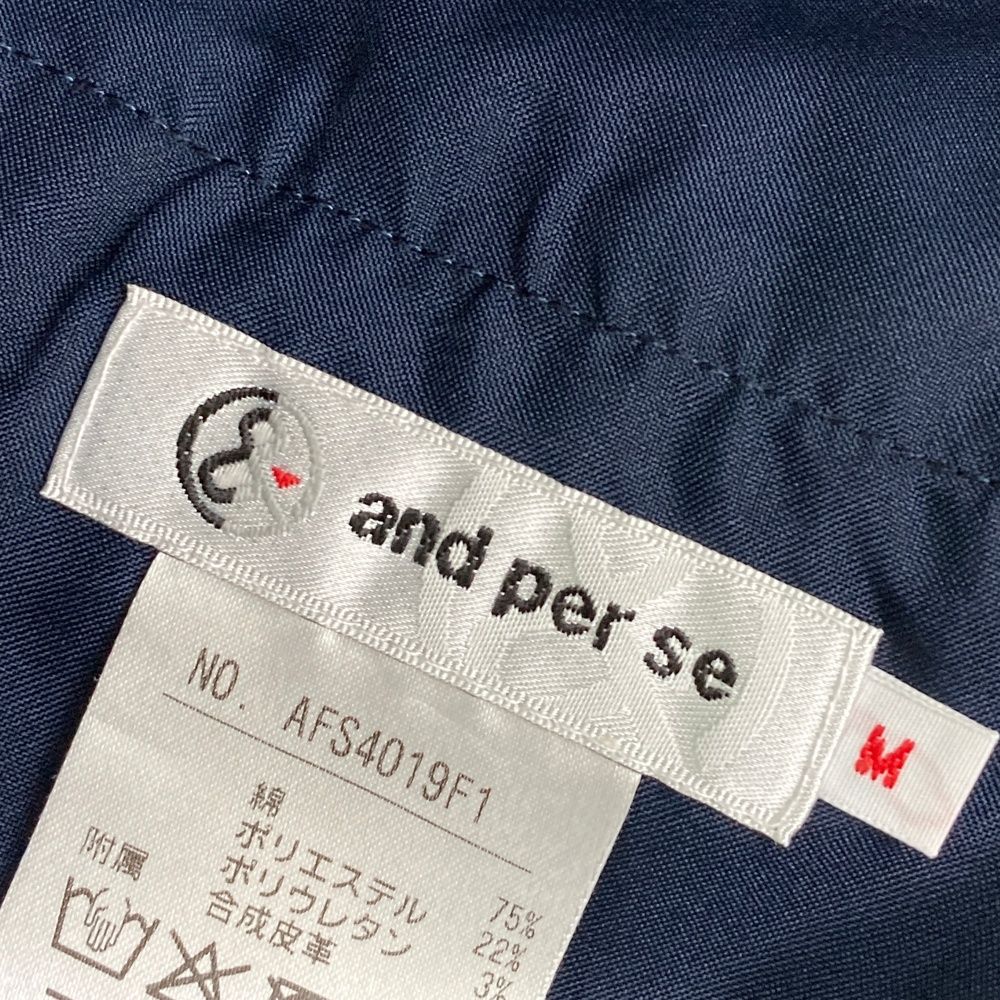 and per se
M
NO. AFS4019F1
綿 75%
ポリエステル 22%
ポリウレタン 3%
附属 合成皮革